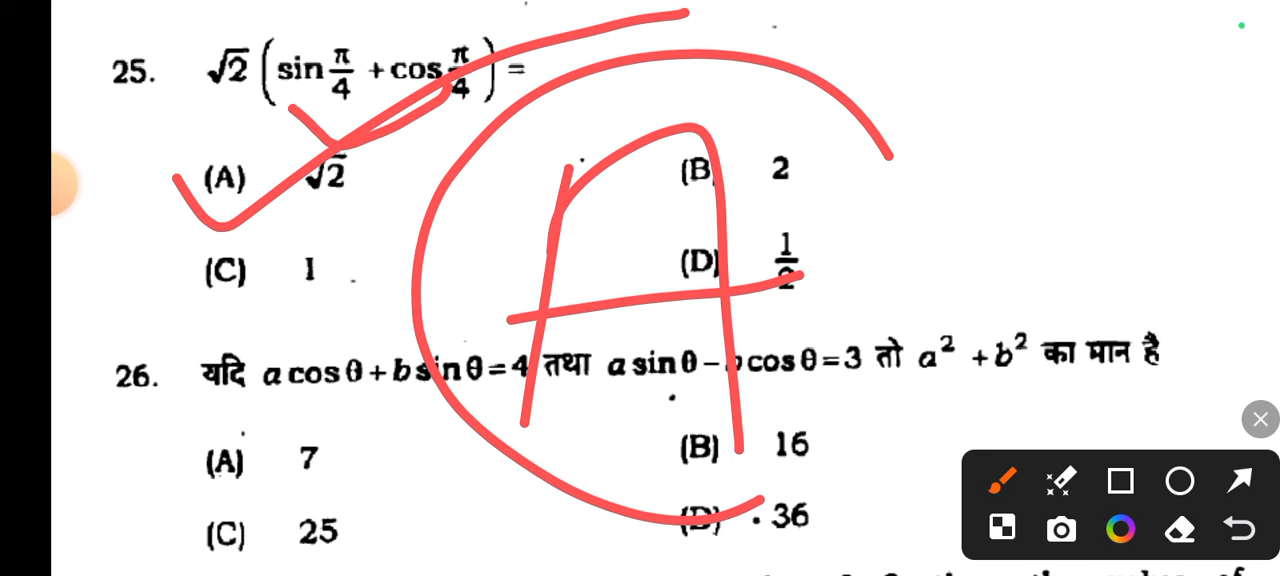 25. √2 (sin π/4 + cos π/4) =
(A) √2 (B) 2
(C) 1 (D) 1/2
A
26. यदि a cos θ + b sin θ = 4 तथा a sin θ – b cos θ = 3 तो a² + b² का मान है
(A) 7 (B) 16
(C) 25 (D) 36